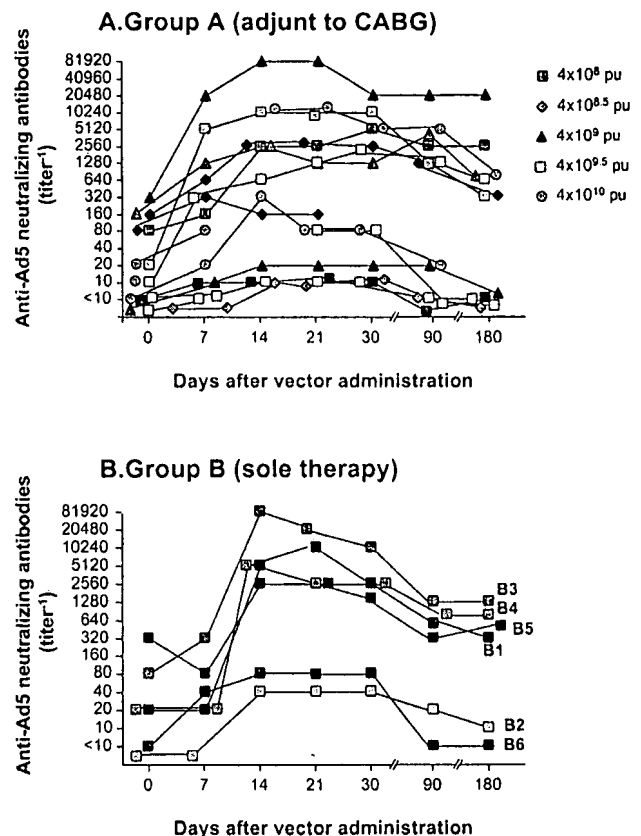 A.Group A (adjunt to CABG)
Anti-Ad5 neutralizing antibodies
(titer⁻¹)
81920
40960
20480
10240
5120
2560
1280
640
320
160
80
40
20
10
<10
0 7 14 21 30 90 180
Days after vector administration
4x10⁸ pu
4x10⁸·⁵ pu
4x10⁹ pu
4x10⁹·⁵ pu
4x10¹⁰ pu
B.Group B (sole therapy)
Anti-Ad5 neutralizing antibodies
(titer⁻¹)
81920
20480
10240
5120
2560
1280
640
320
160
80
40
20
10
<10
B3
B4
B5
B1
B2
B6
0 7 14 21 30 90 180
Days after vector administration